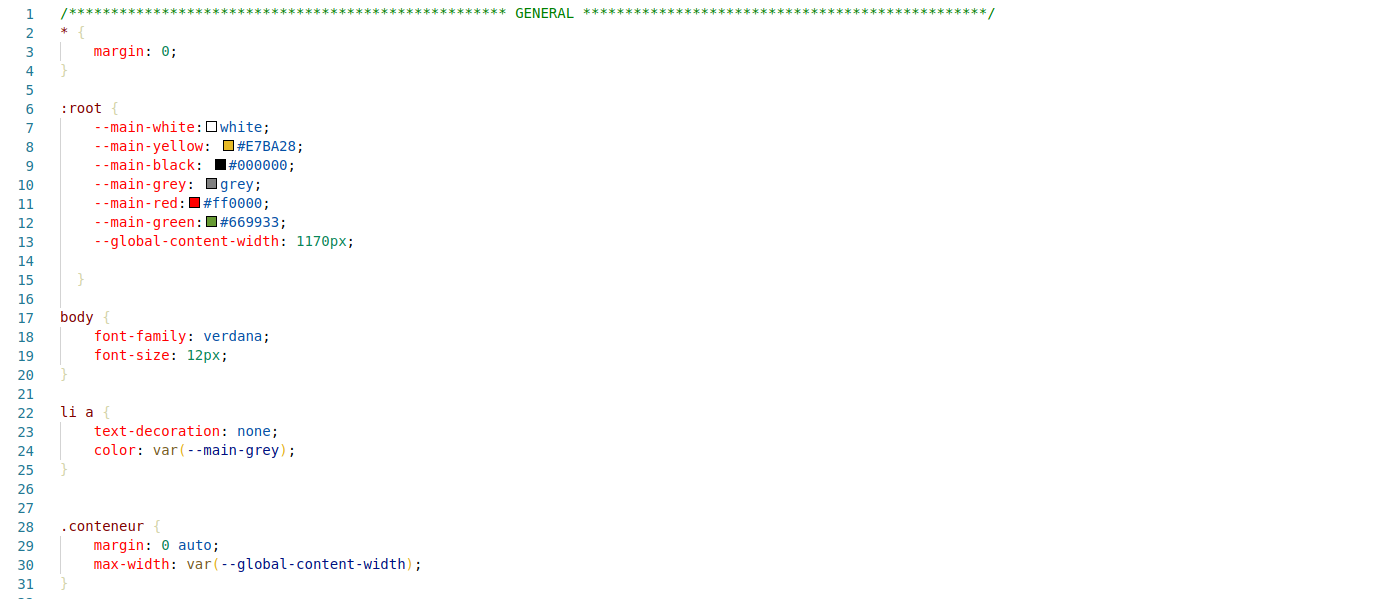 1 /**************************************************** GENERAL ************************************************/
2 * {
3 margin: 0;
4 }
5
6 :root {
7 --main-white: white;
8 --main-yellow: #E7BA28;
9 --main-black: #000000;
10 --main-grey: grey;
11 --main-red: #ff0000;
12 --main-green: #669933;
13 --global-content-width: 1170px;
14
15 }
16
17 body {
18 font-family: verdana;
19 font-size: 12px;
20 }
21
22 li a {
23 text-decoration: none;
24 color: var(--main-grey);
25 }
26
27
28 .conteneur {
29 margin: 0 auto;
30 max-width: var(--global-content-width);
31 }